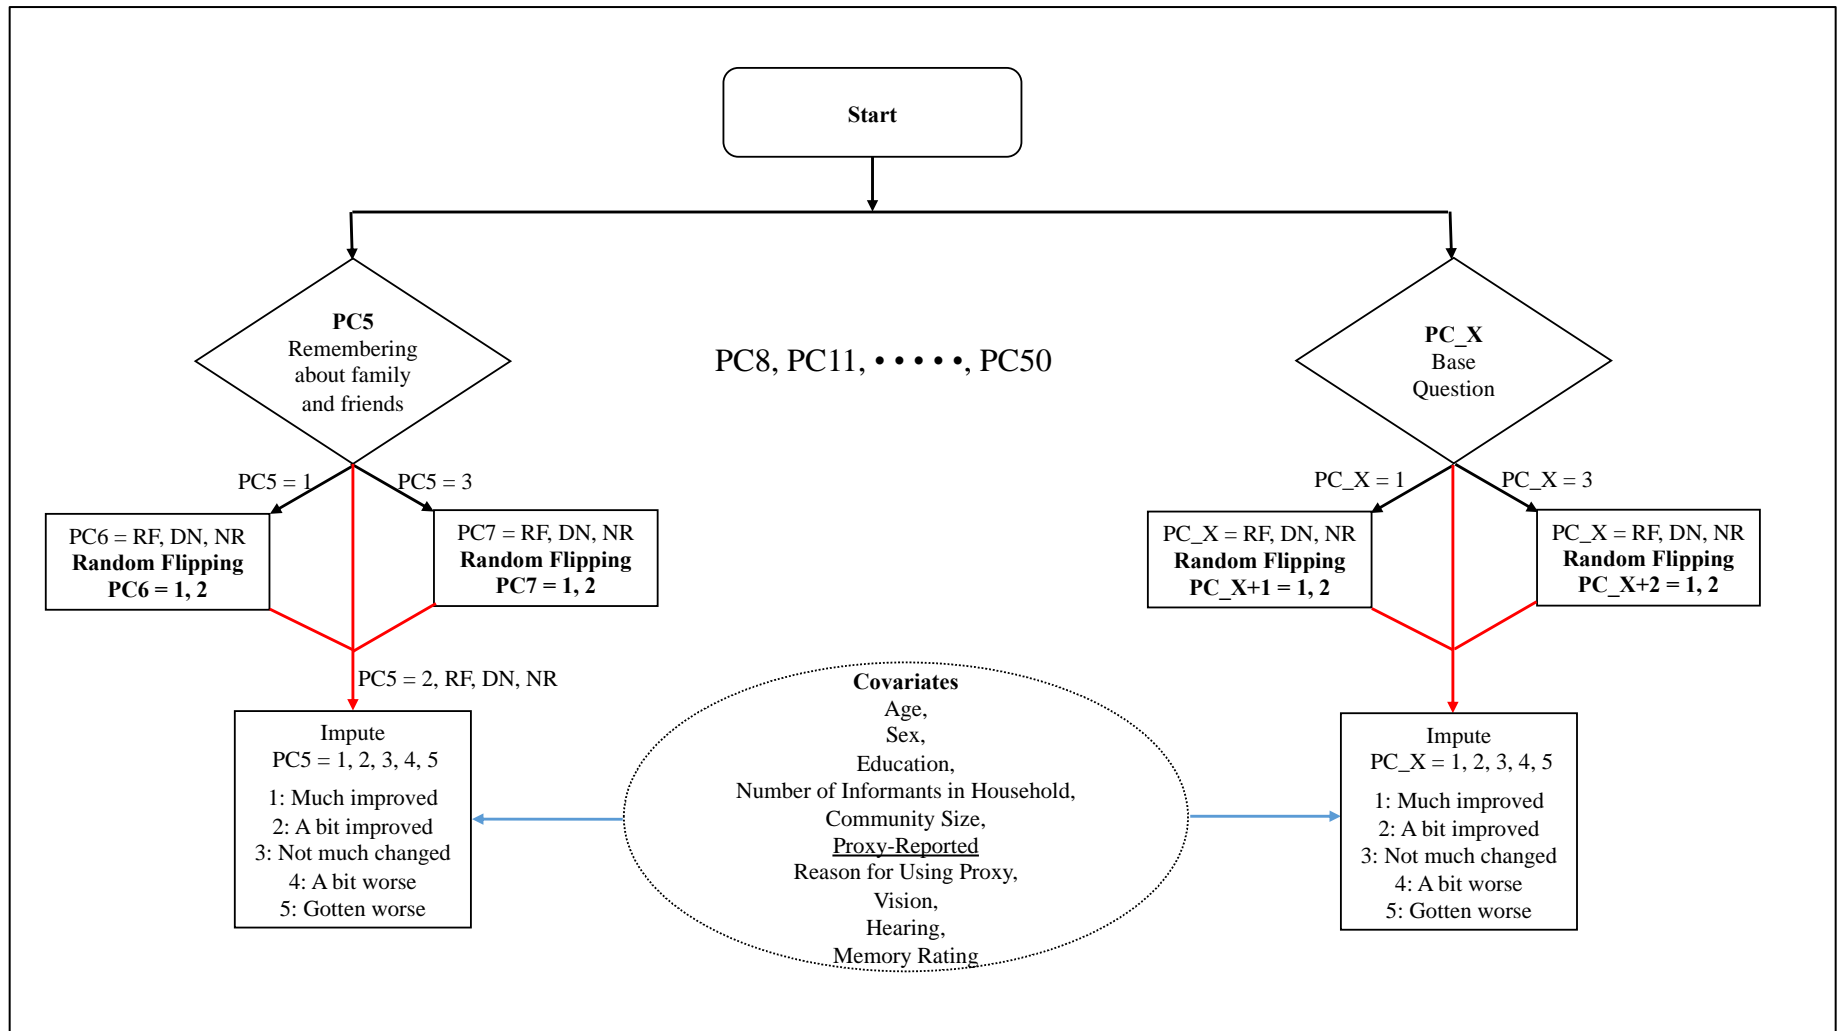 Start
PC5
Remembering
about family
and friends
PC8, PC11, • • • • •, PC50
PC_X
Base
Question
PC5 = 1
PC5 = 3
PC_X = 1
PC_X = 3
PC6 = RF, DN, NR
Random Flipping
PC6 = 1, 2
PC7 = RF, DN, NR
Random Flipping
PC7 = 1, 2
PC_X = RF, DN, NR
Random Flipping
PC_X+1 = 1, 2
PC_X = RF, DN, NR
Random Flipping
PC_X+2 = 1, 2
PC5 = 2, RF, DN, NR
Impute
PC5 = 1, 2, 3, 4, 5
1: Much improved
2: A bit improved
3: Not much changed
4: A bit worse
5: Gotten worse
Covariates
Age,
Sex,
Education,
Number of Informants in Household,
Community Size,
Proxy-Reported
Reason for Using Proxy,
Vision,
Hearing,
Memory Rating
Impute
PC_X = 1, 2, 3, 4, 5
1: Much improved
2: A bit improved
3: Not much changed
4: A bit worse
5: Gotten worse